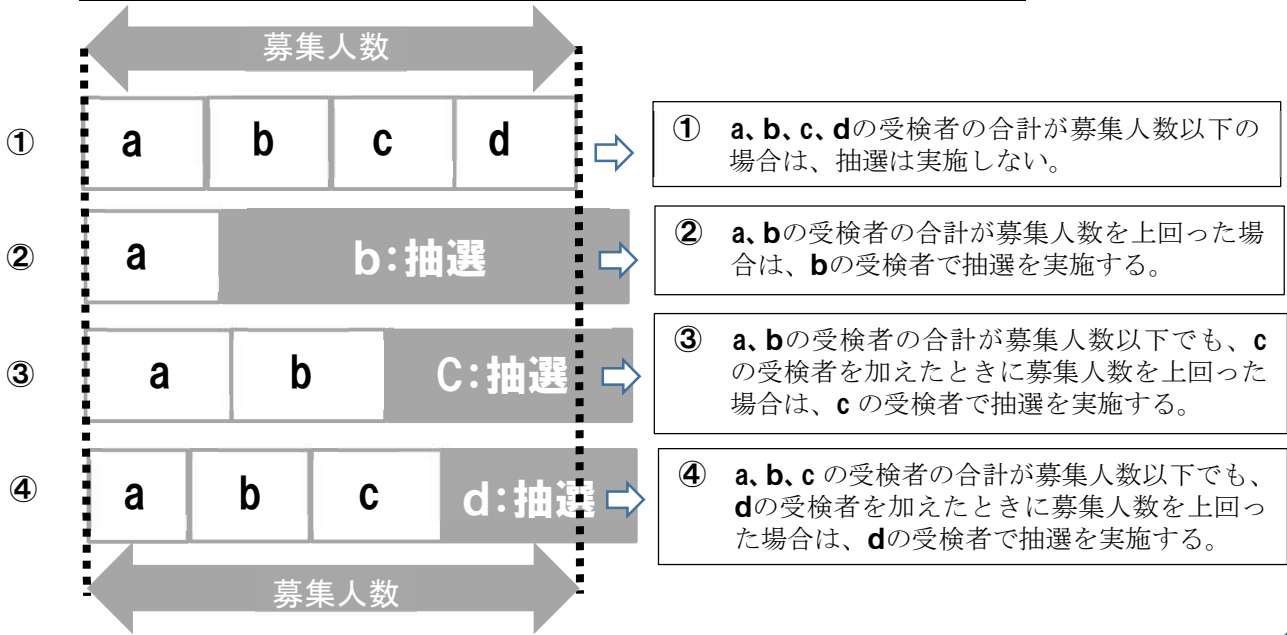 募集人数
① a b c d
① a、b、c、dの受検者の合計が募集人数以下の
場合は、抽選は実施しない。
② a b:抽選
② a、bの受検者の合計が募集人数を上回った場
合は、bの受検者で抽選を実施する。
③ a b C:抽選
③ a、bの受検者の合計が募集人数以下でも、c
の受検者を加えたときに募集人数を上回った
場合は、c の受検者で抽選を実施する。
④ a b c d:抽選
④ a、b、c の受検者の合計が募集人数以下でも、
dの受検者を加えたときに募集人数を上回っ
た場合は、dの受検者で抽選を実施する。
募集人数